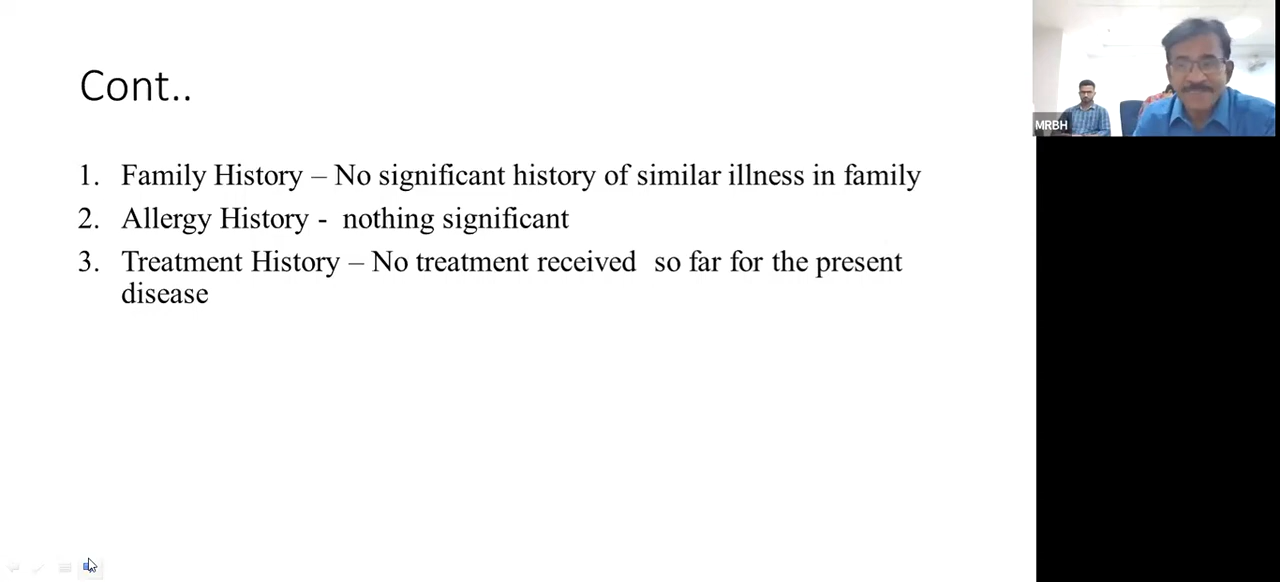 Cont..
1. Family History – No significant history of similar illness in family
2. Allergy History -  nothing significant
3. Treatment History – No treatment received  so far for the present
disease
MRBH